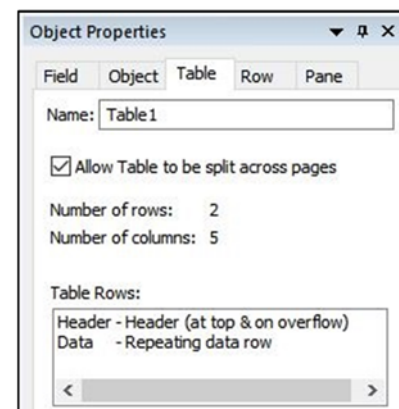 Object Properties
Field Object Table Row Pane
Name: Table1
Allow Table to be split across pages
Number of rows: 2
Number of columns: 5
Table Rows:
Header - Header (at top & on overflow)
Data - Repeating data row